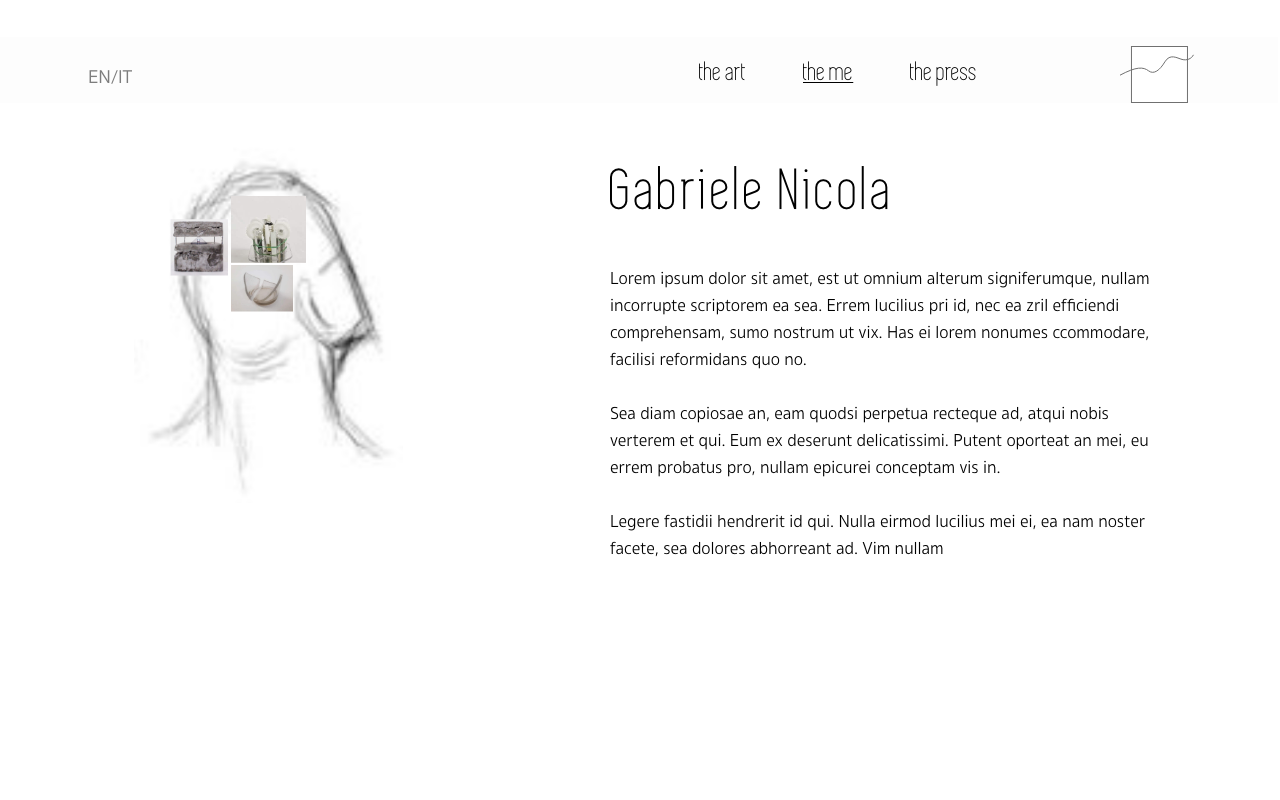 EN/IT
the art
the me
the press
Gabriele Nicola
Lorem ipsum dolor sit amet, est ut omnium alterum signiferumque, nullam
incorrupte scriptorem ea sea. Errem lucilius pri id, nec ea zril efficiendi
comprehensam, sumo nostrum ut vix. Has ei lorem nonumes ccommodare,
facilisi reformidans quo no.
Sea diam copiosae an, eam quodsi perpetua recteque ad, atqui nobis
verterem et qui. Eum ex deserunt delicatissimi. Putent oporteat an mei, eu
errem probatus pro, nullam epicurei conceptam vis in.
Legere fastidii hendrerit id qui. Nulla eirmod lucilius mei ei, ea nam noster
facete, sea dolores abhorreant ad. Vim nullam